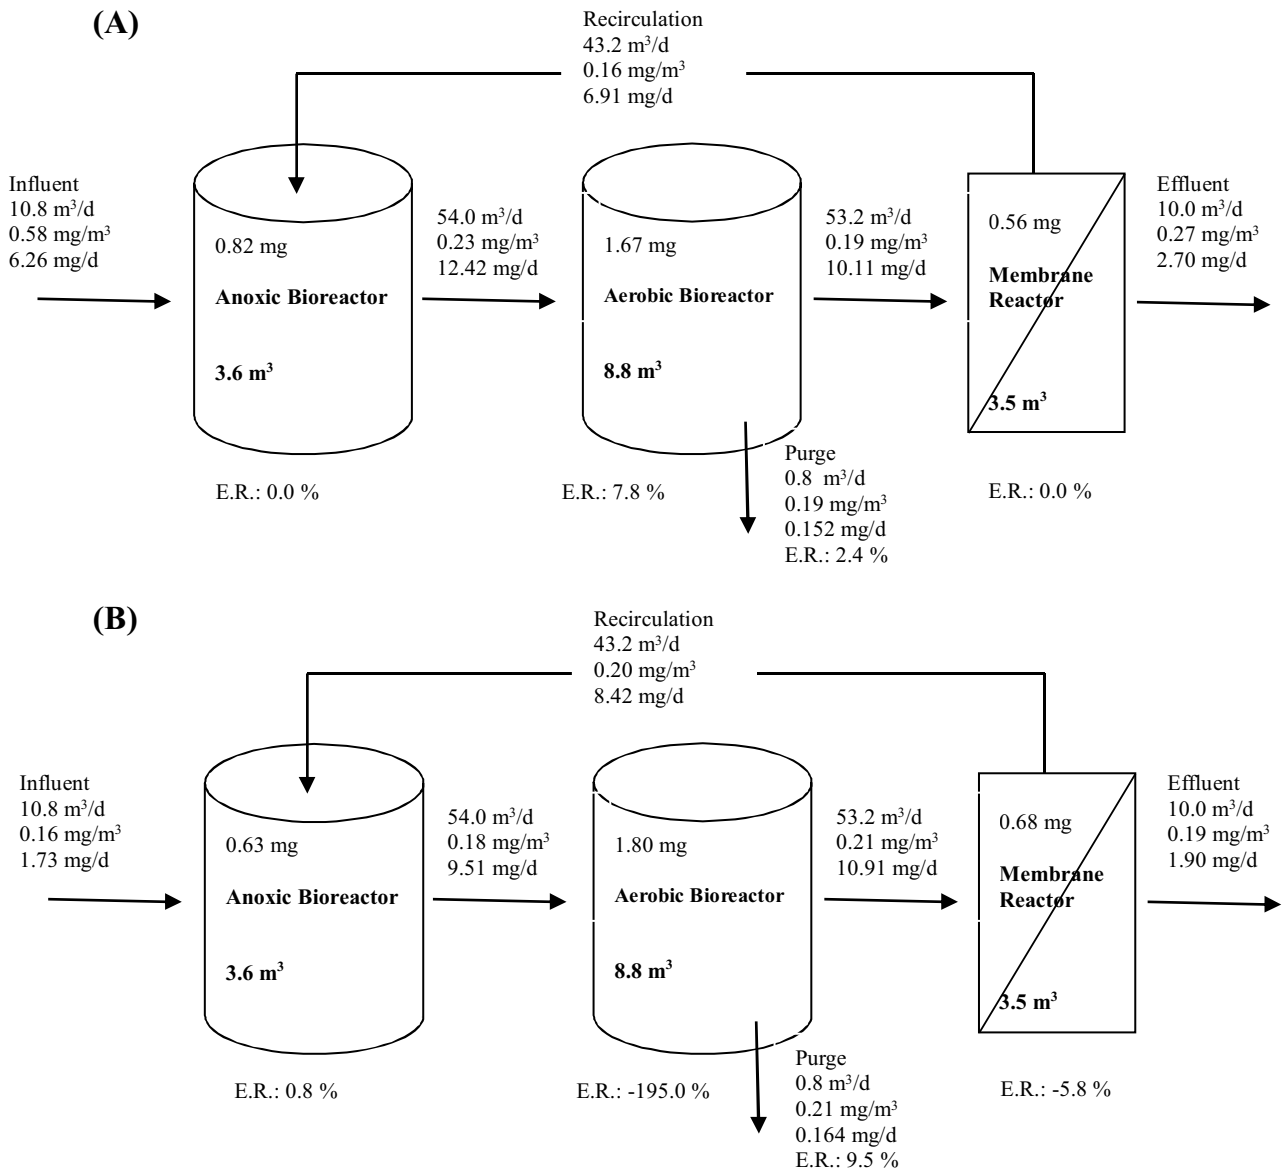 (A)
Recirculation
43.2 m³/d
0.16 mg/m³
6.91 mg/d
Influent
10.8 m³/d
0.58 mg/m³
6.26 mg/d
0.82 mg
Anoxic Bioreactor
3.6 m³
E.R.: 0.0 %
54.0 m³/d
0.23 mg/m³
12.42 mg/d
1.67 mg
Aerobic Bioreactor
8.8 m³
E.R.: 7.8 %
Purge
0.8 m³/d
0.19 mg/m³
0.152 mg/d
E.R.: 2.4 %
53.2 m³/d
0.19 mg/m³
10.11 mg/d
0.56 mg
Membrane
Reactor
3.5 m³
E.R.: 0.0 %
Effluent
10.0 m³/d
0.27 mg/m³
2.70 mg/d
(B)
Recirculation
43.2 m³/d
0.20 mg/m³
8.42 mg/d
Influent
10.8 m³/d
0.16 mg/m³
1.73 mg/d
0.63 mg
Anoxic Bioreactor
3.6 m³
E.R.: 0.8 %
54.0 m³/d
0.18 mg/m³
9.51 mg/d
1.80 mg
Aerobic Bioreactor
8.8 m³
E.R.: -195.0 %
Purge
0.8 m³/d
0.21 mg/m³
0.164 mg/d
E.R.: 9.5 %
53.2 m³/d
0.21 mg/m³
10.91 mg/d
0.68 mg
Membrane
Reactor
3.5 m³
E.R.: -5.8 %
Effluent
10.0 m³/d
0.19 mg/m³
1.90 mg/d